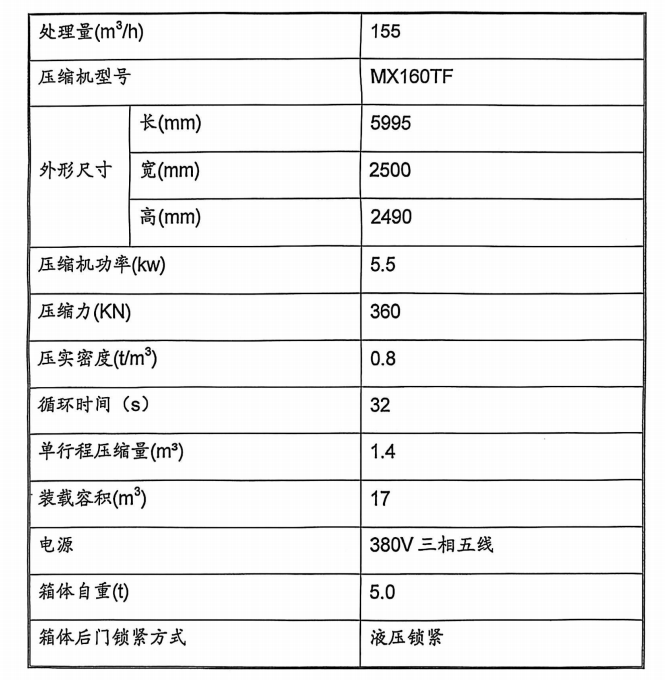 处理量(m³/h) 155
压缩机型号 MX160TF
外形尺寸 长(mm) 5995
宽(mm) 2500
高(mm) 2490
压缩机功率(kw) 5.5
压缩力(KN) 360
压实密度(t/m³) 0.8
循环时间（s） 32
单行程压缩量(m³) 1.4
装载容积(m³) 17
电源 380V 三相五线
箱体自重(t) 5.0
箱体后门锁紧方式 液压锁紧